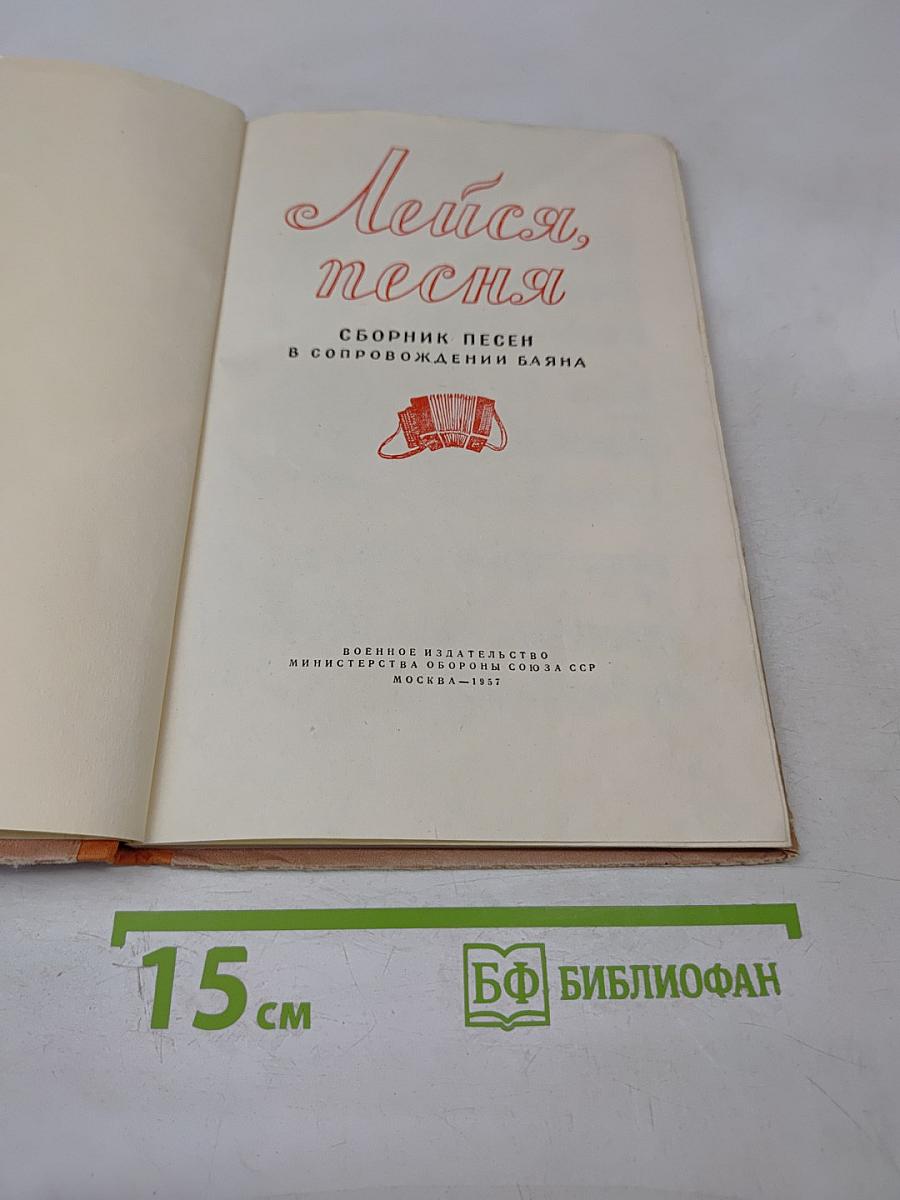 Лейся,
песня
СБОРНИК ПЕСЕН
В СОПРОВОЖДЕНИИ БАЯНА
ВОЕННОЕ ИЗДАТЕЛЬСТВО
МИНИСТЕРСТВА ОБОРОНЫ СОЮЗА ССР
МОСКВА—1957
15 см
БФ БИБЛИОФАН